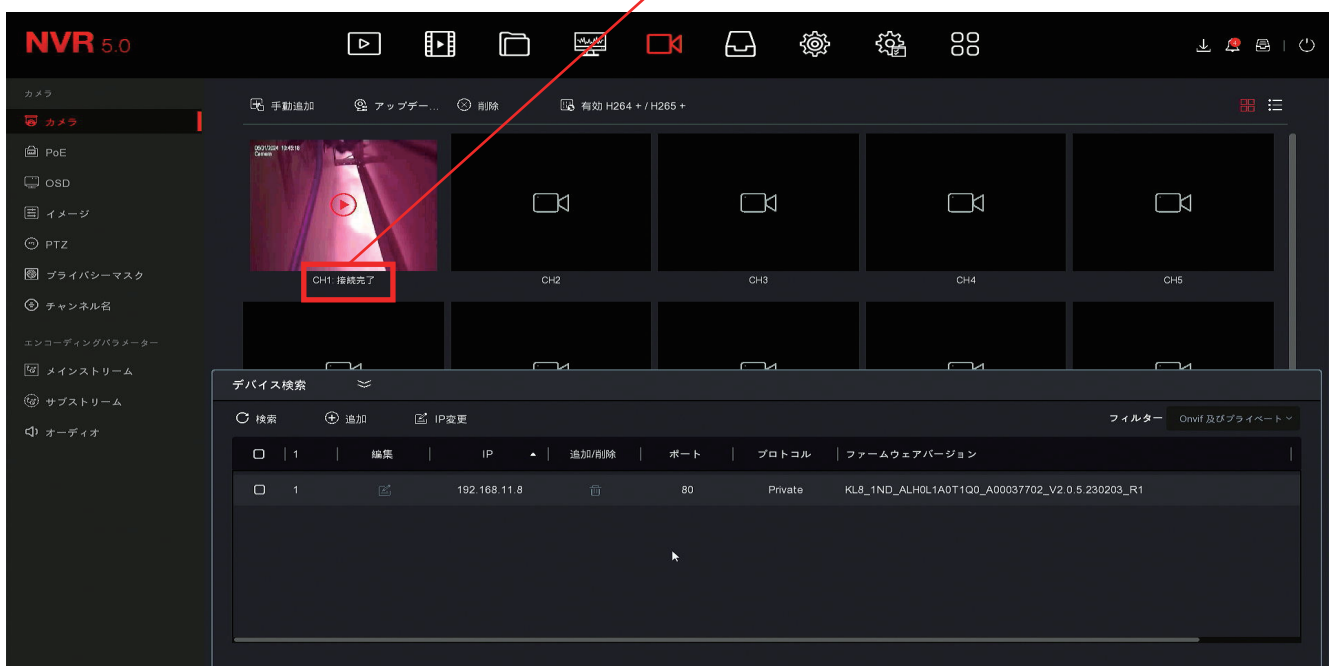 NVR 5.0
カメラ
カメラ
PoE
OSD
イメージ
PTZ
プライバシーマスク
チャンネル名
エンコーディングパラメーター
メインストリーム
サブストリーム
オーディオ
手動追加 アップデー... 削除 有効 H264 + / H265 +
Camera
CH1: 接続完了 CH2 CH3 CH4 CH5
デバイス検索
検索 追加 IP変更 フィルター Onvif 及びプライベート
1 編集 IP 追加/削除 ポート プロトコル ファームウェアバージョン
1 192.168.11.8 80 Private KL8_1ND_ALH0L1A0T1Q0_A00037702_V2.0.5.230203_R1